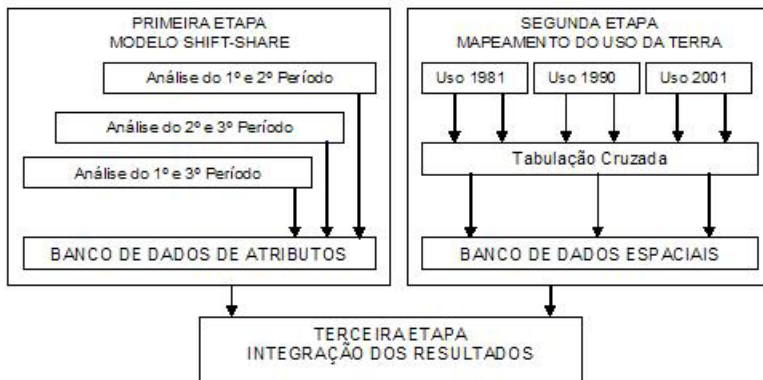 PRIMEIRA ETAPA
MODELO SHIFT-SHARE
Análise do 1º e 2º Período
Análise do 2º e 3º Período
Análise do 1º e 3º Período
BANCO DE DADOS DE ATRIBUTOS
SEGUNDA ETAPA
MAPEAMENTO DO USO DA TERRA
Uso 1981
Uso 1990
Uso 2001
Tabulação Cruzada
BANCO DE DADOS ESPACIAIS
TERCEIRA ETAPA
INTEGRAÇÃO DOS RESULTADOS